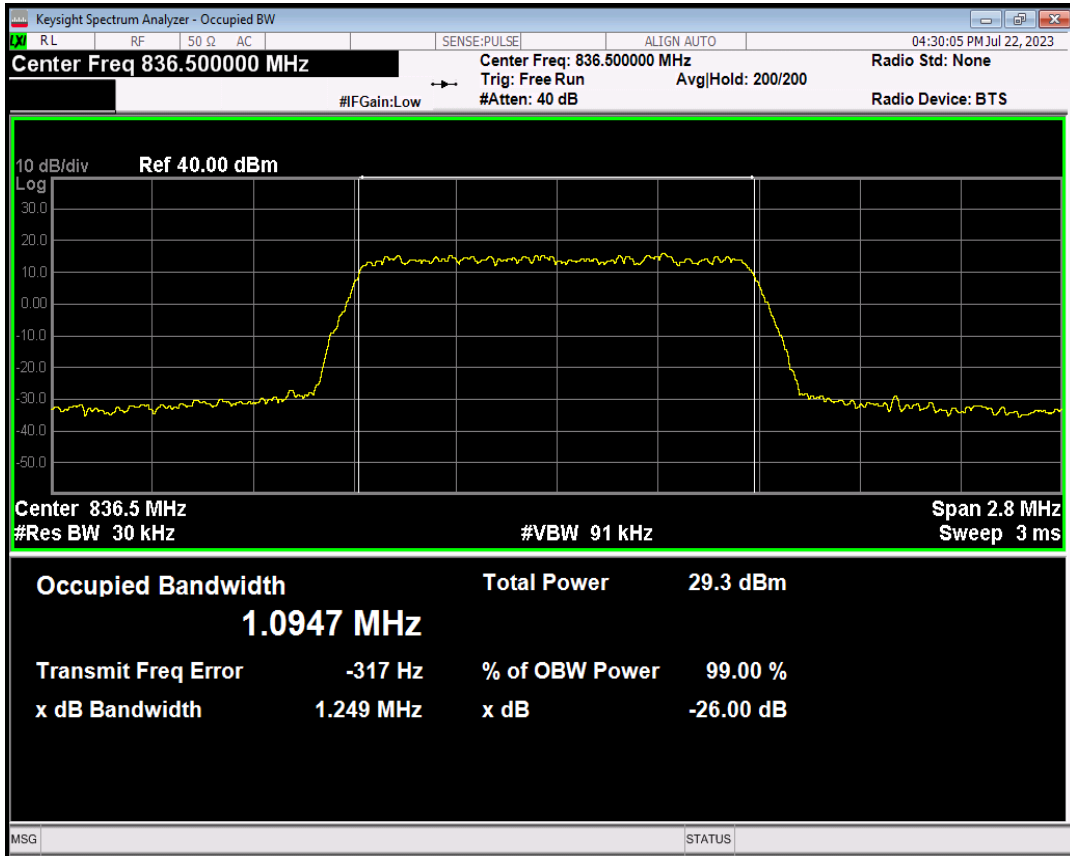 Keysight Spectrum Analyzer - Occupied BW
LXI RL RF 50 Ω AC SENSE:PULSE ALIGN AUTO 04:30:05 PM Jul 22, 2023
Center Freq 836.500000 MHz Center Freq: 836.500000 MHz Radio Std: None
Trig: Free Run Avg|Hold: 200/200
#IFGain:Low #Atten: 40 dB Radio Device: BTS
10 dB/div Ref 40.00 dBm
Log
30.0
20.0
10.0
0.00
-10.0
-20.0
-30.0
-40.0
-50.0
Center 836.5 MHz Span 2.8 MHz
#Res BW 30 kHz #VBW 91 kHz Sweep 3 ms
Occupied Bandwidth Total Power 29.3 dBm
1.0947 MHz
Transmit Freq Error -317 Hz % of OBW Power 99.00 %
x dB Bandwidth 1.249 MHz x dB -26.00 dB
MSG STATUS